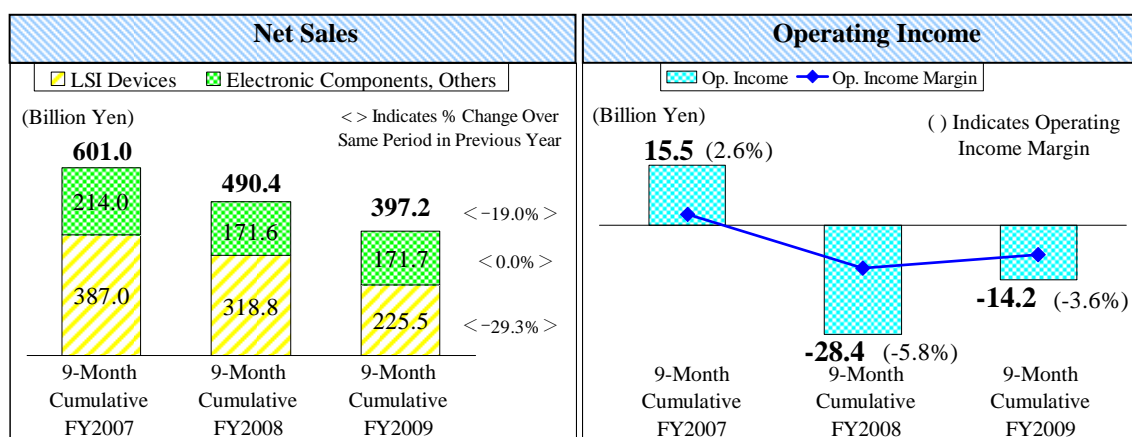 Net Sales
LSI Devices Electronic Components, Others
(Billion Yen)
< > Indicates % Change Over
Same Period in Previous Year
601.0
214.0
387.0
490.4
171.6
318.8
397.2
171.7
225.5
<-19.0%>
<0.0%>
<-29.3%>
9-Month
Cumulative
FY2007
9-Month
Cumulative
FY2008
9-Month
Cumulative
FY2009
Operating Income
Op. Income Op. Income Margin
(Billion Yen)
( ) Indicates Operating
Income Margin
15.5 (2.6%)
-28.4 (-5.8%)
-14.2 (-3.6%)
9-Month
Cumulative
FY2007
9-Month
Cumulative
FY2008
9-Month
Cumulative
FY2009